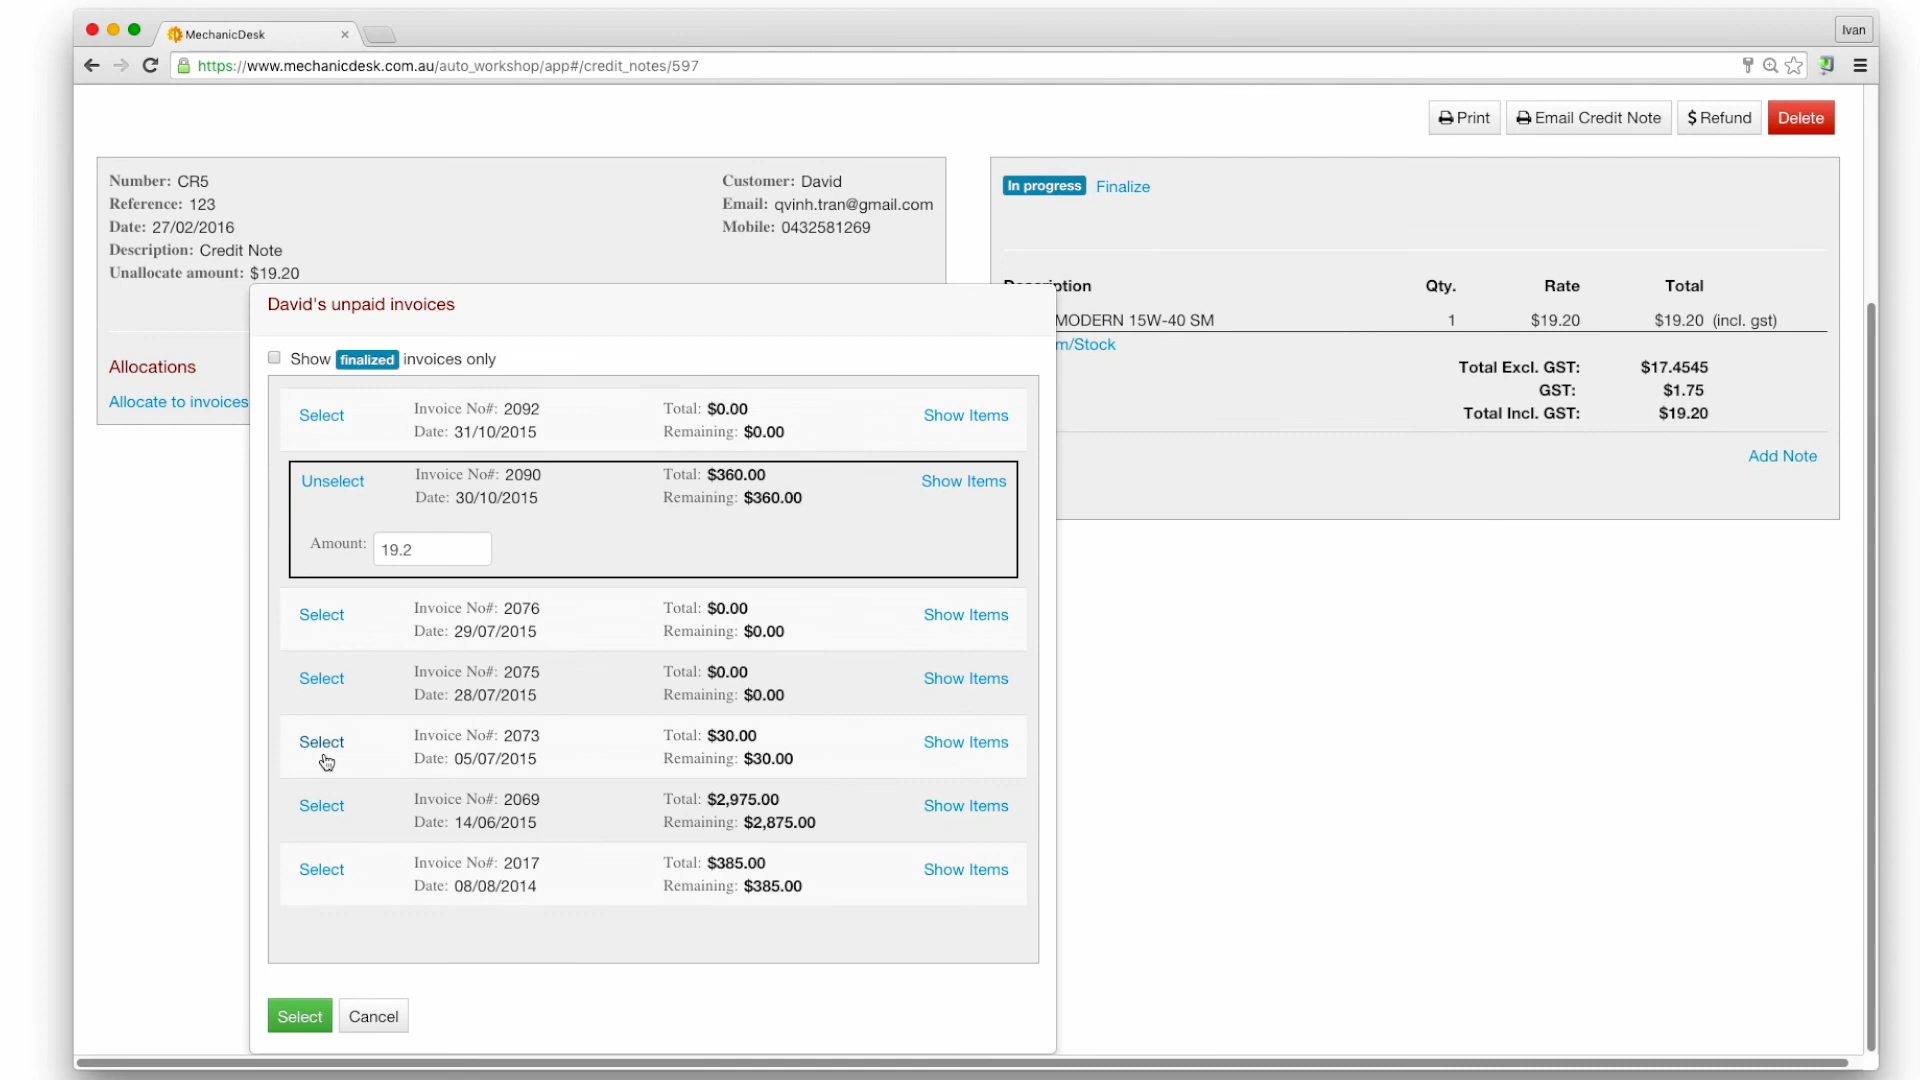 MechanicDesk
Ivan
https://www.mechanicdesk.com.au/auto_workshop/app#/credit_notes/597
Print
Email Credit Note
$ Refund
Delete
Number: CR5
Reference: 123
Date: 27/02/2016
Description: Credit Note
Unallocate amount: $19.20
Customer: David
Email: qvinh.tran@gmail.com
Mobile: 0432581269
Allocations
Allocate to invoices
In progress Finalize
Description Qty. Rate Total
MODERN 15W-40 SM 1 $19.20 $19.20 (incl. gst)
m/Stock
Total Excl. GST: $17.4545
GST: $1.75
Total Incl. GST: $19.20
Add Note
David's unpaid invoices
Show finalized invoices only
Select Invoice No#: 2092 Total: $0.00 Show Items
Date: 31/10/2015 Remaining: $0.00
Unselect Invoice No#: 2090 Total: $360.00 Show Items
Date: 30/10/2015 Remaining: $360.00
Amount: 19.2
Select Invoice No#: 2076 Total: $0.00 Show Items
Date: 29/07/2015 Remaining: $0.00
Select Invoice No#: 2075 Total: $0.00 Show Items
Date: 28/07/2015 Remaining: $0.00
Select Invoice No#: 2073 Total: $30.00 Show Items
Date: 05/07/2015 Remaining: $30.00
Select Invoice No#: 2069 Total: $2,975.00 Show Items
Date: 14/06/2015 Remaining: $2,875.00
Select Invoice No#: 2017 Total: $385.00 Show Items
Date: 08/08/2014 Remaining: $385.00
Select Cancel